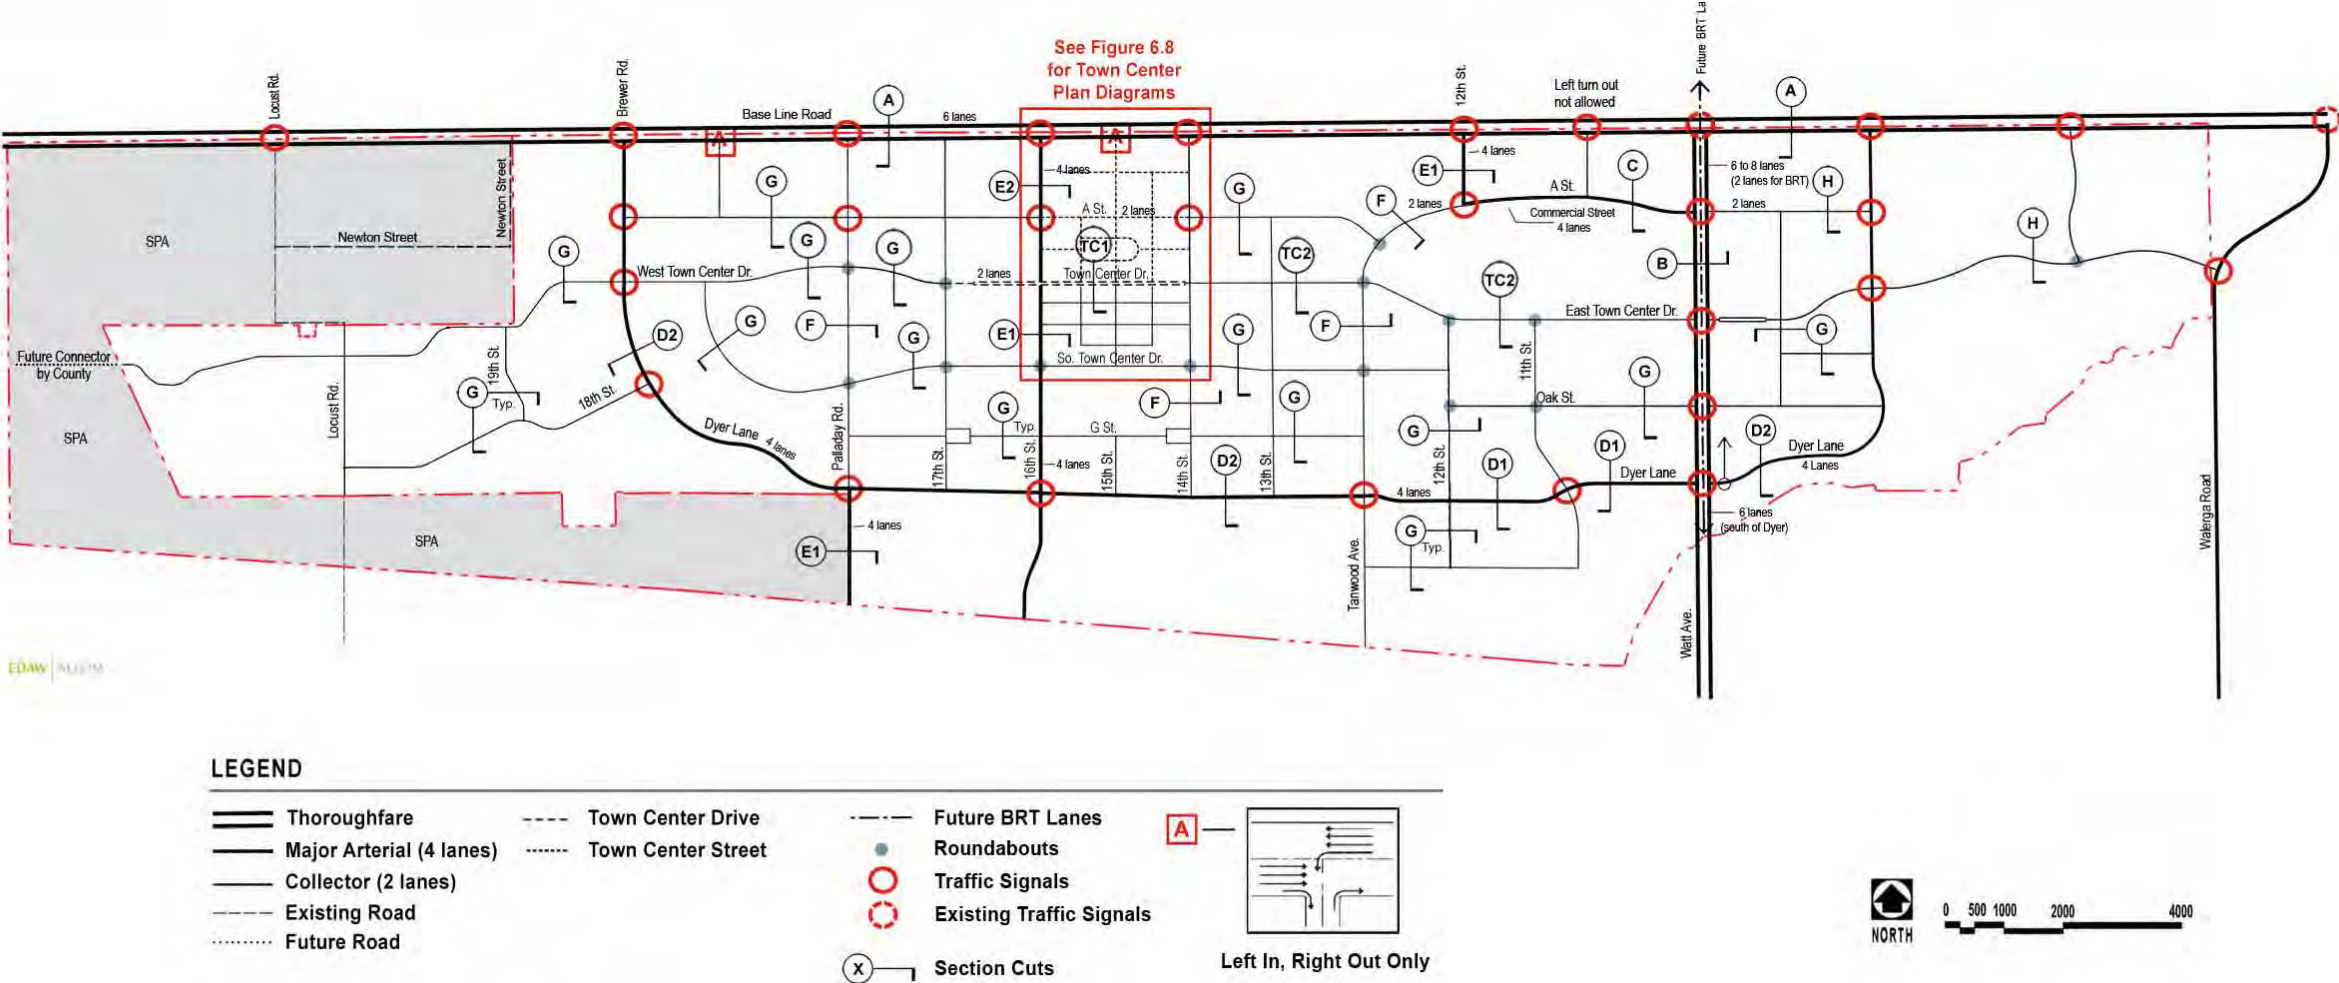 See Figure 6.8
for Town Center
Plan Diagrams
Locust Rd.
Brewer Rd.
Base Line Road
A
6 lanes
12th St.
Left turn out
not allowed
Future BRT La
A
A
A
4 lanes
4 lanes
6 to 8 lanes
(2 lanes for BRT)
Newton Street
G
E2
G
E1
F
C
H
A St.
2 lanes
A St.
2 lanes
Commercial Street
4 lanes
2 lanes
SPA
Newton Street
G
G
G
TC1
TC2
TC2
B
H
West Town Center Dr.
2 lanes
Town Center Dr.
East Town Center Dr.
D2
G
F
G
E1
G
F
G
So. Town Center Dr.
Future Connector
by County
19th St.
11th St.
G
Typ.
18th St.
Locust Rd.
G
Typ.
F
G
G
Oak St.
SPA
Dyer Lane
4 lanes
Palladay Rd.
G St.
G
D1
D2
Dyer Lane
4 Lanes
17th St.
16th St.
4 lanes
15th St.
14th St.
D2
13th St.
12th St.
D1
Dyer Lane
4 lanes
SPA
4 lanes
E1
G
Typ.
6 lanes
(south of Dyer)
Tanwood Ave.
Watt Ave.
Walerga Road
EDAW
LEGEND
Thoroughfare
Major Arterial (4 lanes)
Collector (2 lanes)
Existing Road
Future Road
Town Center Drive
Town Center Street
Future BRT Lanes
Roundabouts
Traffic Signals
Existing Traffic Signals
X
Section Cuts
A
Left In, Right Out Only
NORTH
0 500 1000 2000 4000